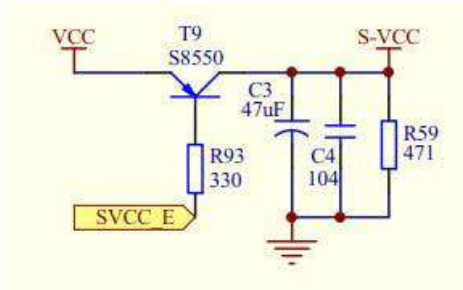 VCC
T9
S8550
S-VCC
C3
47uF
R93
330
C4
104
R59
471
SVCC_E